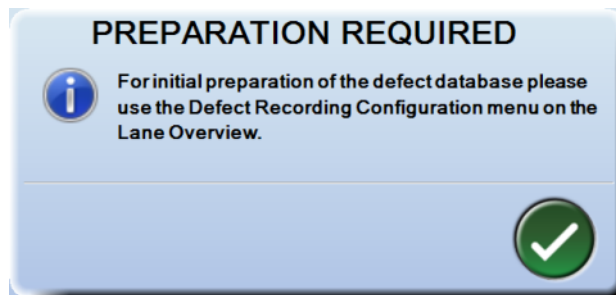 PREPARATION REQUIRED
For initial preparation of the defect database please
use the Defect Recording Configuration menu on the
Lane Overview.